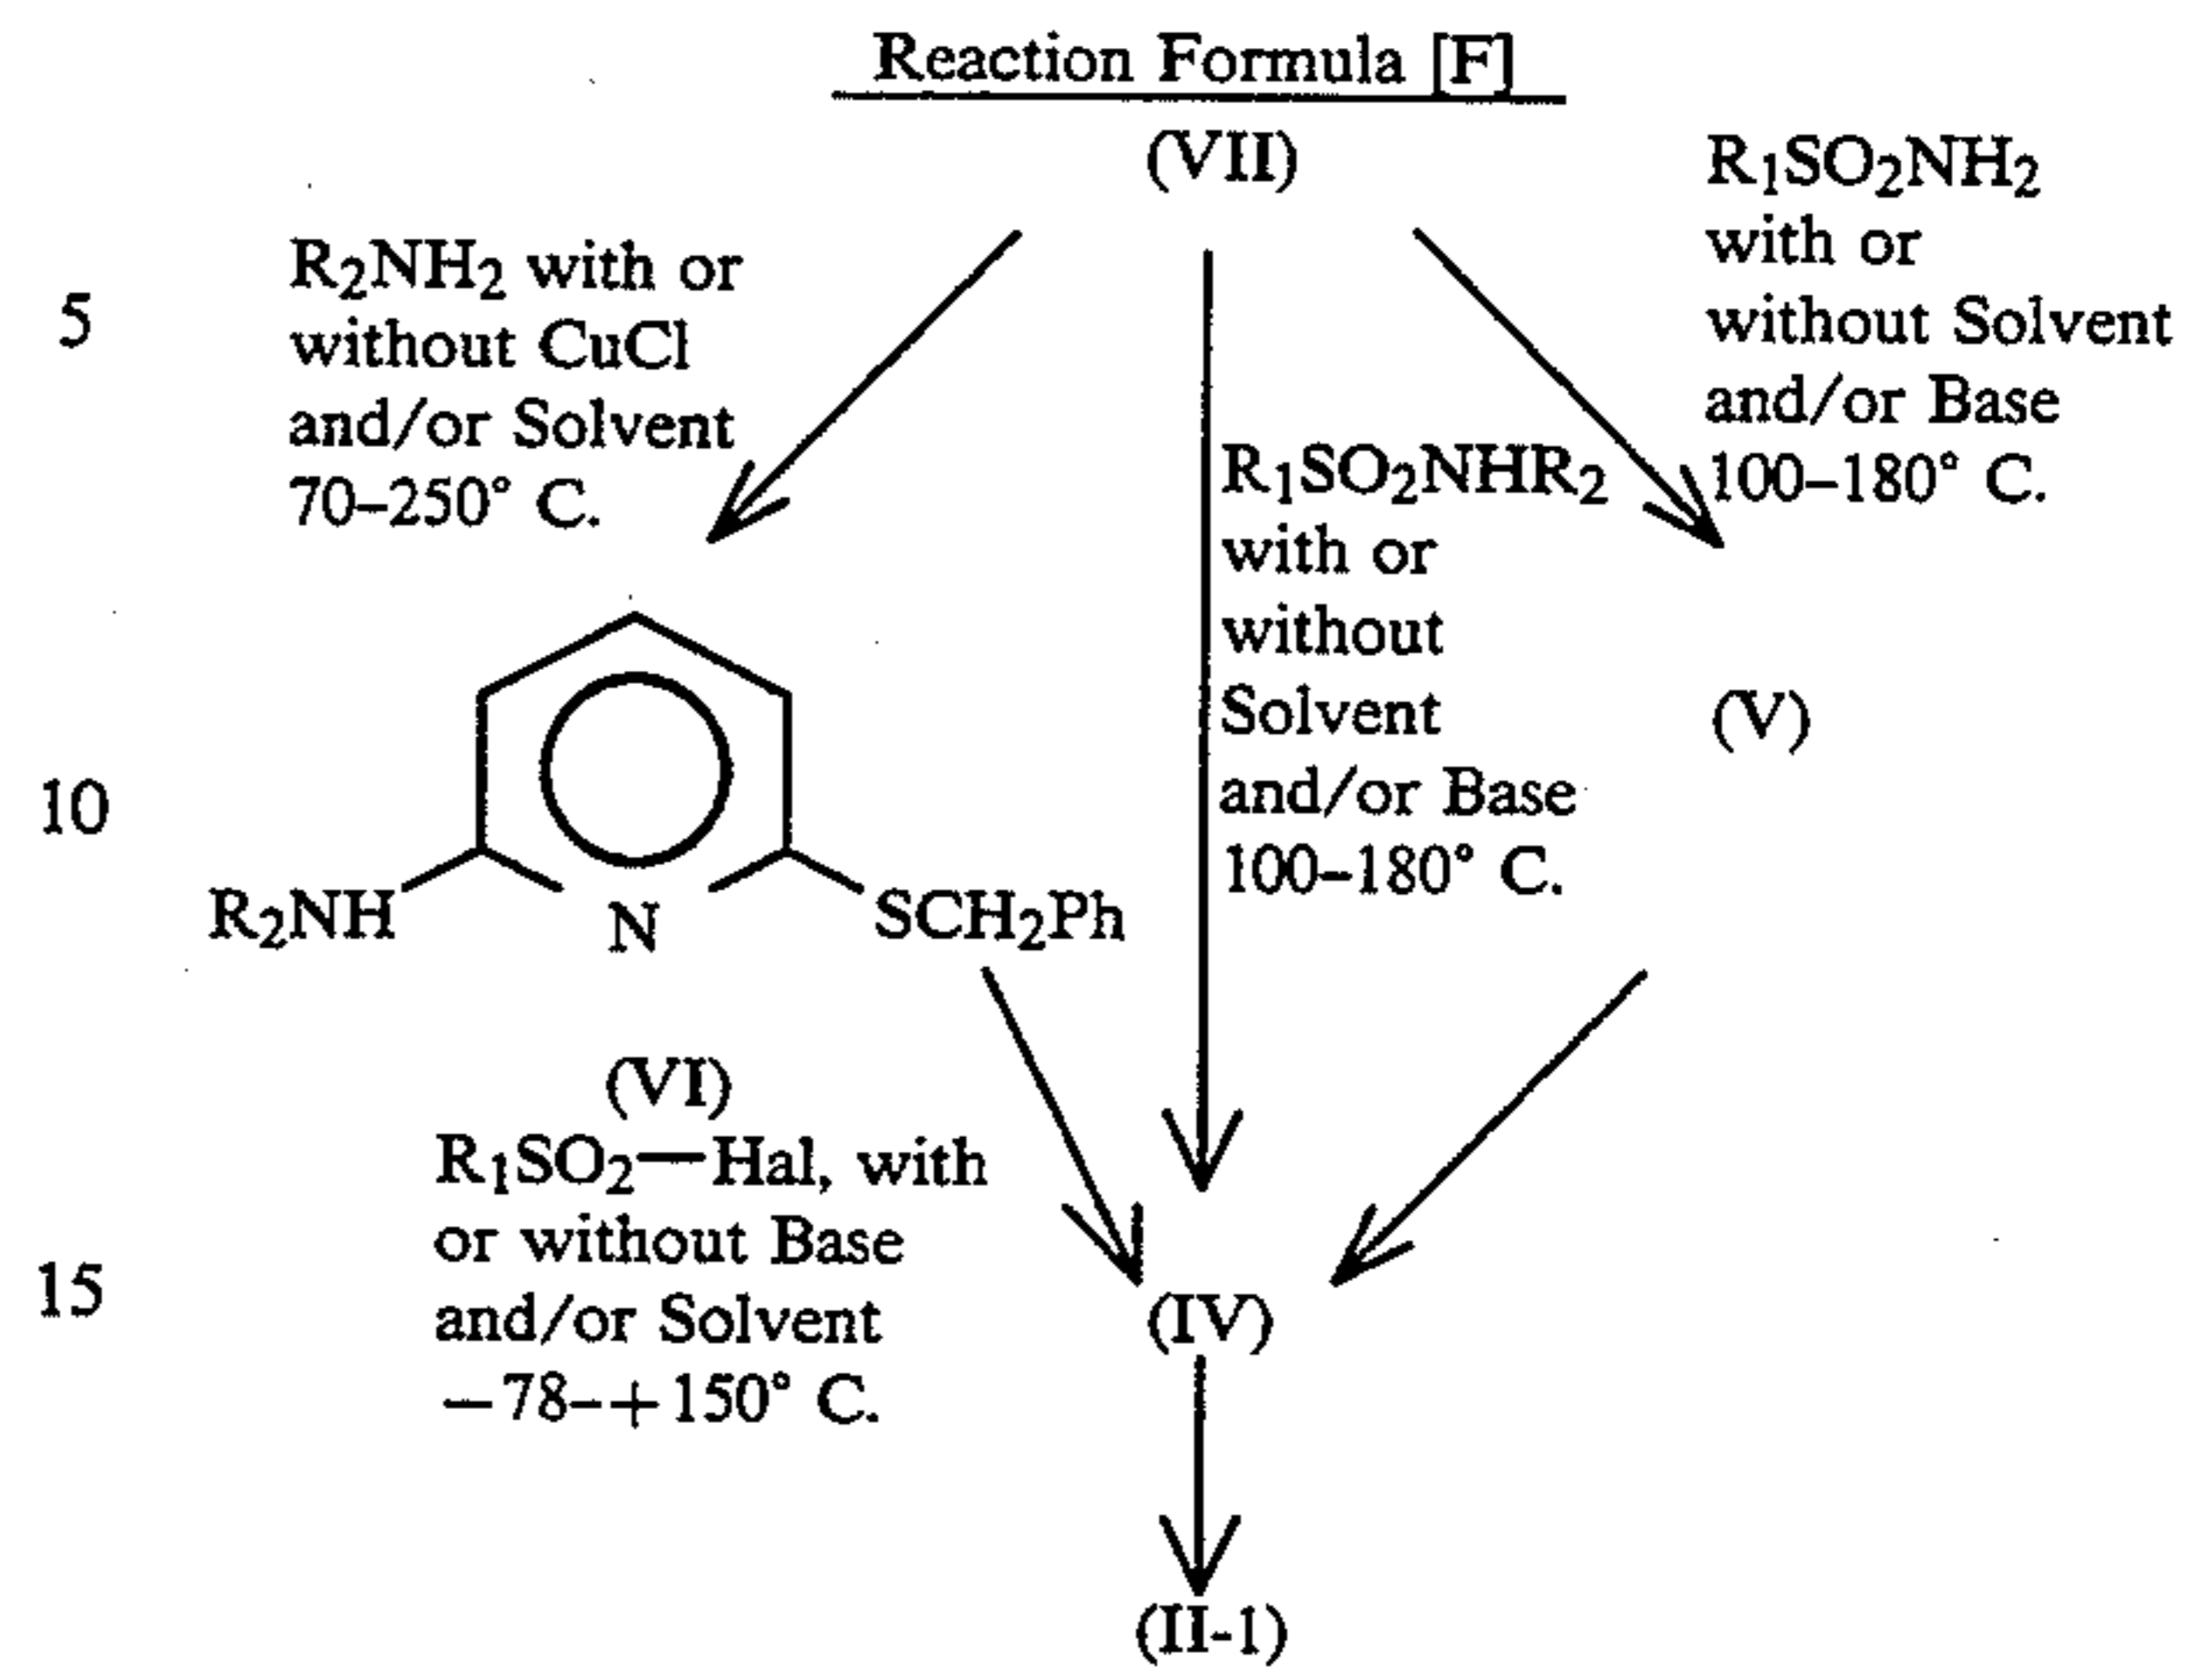 Reaction Formula [F]
(VII)
R1SO2NH2
with or
without Solvent
and/or Base
100–180° C.
R2NH2 with or
without CuCl
and/or Solvent
70–250° C.
5
R1SO2NHR2
with or
without
Solvent
and/or Base
100–180° C.
(V)
10
R2NH
N
SCH2Ph
(VI)
R1SO2—Hal, with
or without Base
and/or Solvent
−78–+150° C.
15
(IV)
(II-1)